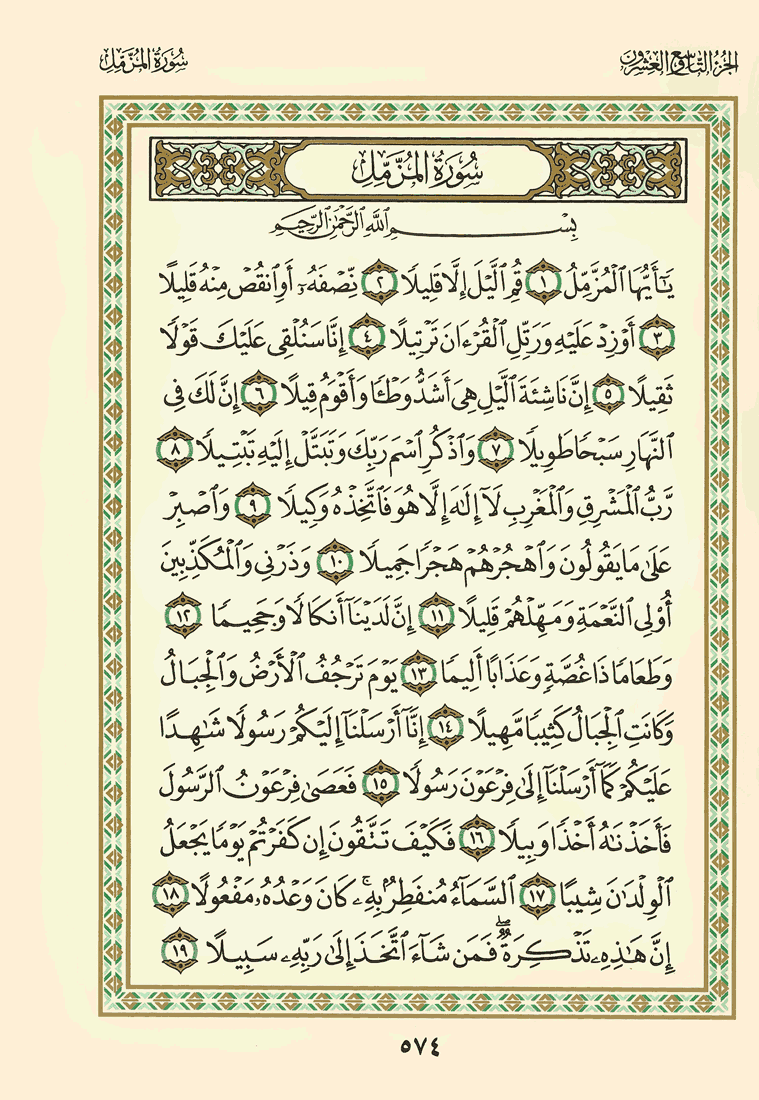 الجزء التاسع والعشرون
سورة المزمل
سُورَةُ الْمُزَّمِّلِ
بِسْمِ ٱللَّهِ ٱلرَّحْمَٰنِ ٱلرَّحِيمِ
يَٰٓأَيُّهَا ٱلْمُزَّمِّلُ ١ قُمِ ٱلَّيْلَ إِلَّا قَلِيلًا ٢ نِّصْفَهُۥٓ أَوِ ٱنقُصْ مِنْهُ قَلِيلًا
٣ أَوْ زِدْ عَلَيْهِ وَرَتِّلِ ٱلْقُرْءَانَ تَرْتِيلًا ٤ إِنَّا سَنُلْقِى عَلَيْكَ قَوْلًا
ثَقِيلًا ٥ إِنَّ نَاشِئَةَ ٱلَّيْلِ هِىَ أَشَدُّ وَطْـًٔا وَأَقْوَمُ قِيلًا ٦ إِنَّ لَكَ فِى
ٱلنَّهَارِ سَبْحًا طَوِيلًا ٧ وَٱذْكُرِ ٱسْمَ رَبِّكَ وَتَبَتَّلْ إِلَيْهِ تَبْتِيلًا ٨
رَّبُّ ٱلْمَشْرِقِ وَٱلْمَغْرِبِ لَآ إِلَٰهَ إِلَّا هُوَ فَٱتَّخِذْهُ وَكِيلًا ٩ وَٱصْبِرْ
عَلَىٰ مَا يَقُولُونَ وَٱهْجُرْهُمْ هَجْرًا جَمِيلًا ١٠ وَذَرْنِى وَٱلْمُكَذِّبِينَ
أُو۟لِى ٱلنَّعْمَةِ وَمَهِّلْهُمْ قَلِيلًا ١١ إِنَّ لَدَيْنَآ أَنكَالًا وَجَحِيمًا ١٢
وَطَعَامًا ذَا غُصَّةٍ وَعَذَابًا أَلِيمًا ١٣ يَوْمَ تَرْجُفُ ٱلْأَرْضُ وَٱلْجِبَالُ
وَكَانَتِ ٱلْجِبَالُ كَثِيبًا مَّهِيلًا ١٤ إِنَّآ أَرْسَلْنَآ إِلَيْكُمْ رَسُولًا شَٰهِدًا
عَلَيْكُمْ كَمَآ أَرْسَلْنَآ إِلَىٰ فِرْعَوْنَ رَسُولًا ١٥ فَعَصَىٰ فِرْعَوْنُ ٱلرَّسُولَ
فَأَخَذْنَٰهُ أَخْذًا وَبِيلًا ١٦ فَكَيْفَ تَتَّقُونَ إِن كَفَرْتُمْ يَوْمًا يَجْعَلُ
ٱلْوِلْدَٰنَ شِيبًا ١٧ ٱلسَّمَآءُ مُنفَطِرٌۢ بِهِۦ ۚ كَانَ وَعْدُهُۥ مَفْعُولًا ١٨
إِنَّ هَٰذِهِۦ تَذْكِرَةٌ ۖ فَمَن شَآءَ ٱتَّخَذَ إِلَىٰ رَبِّهِۦ سَبِيلًا ١٩
٥٧٤